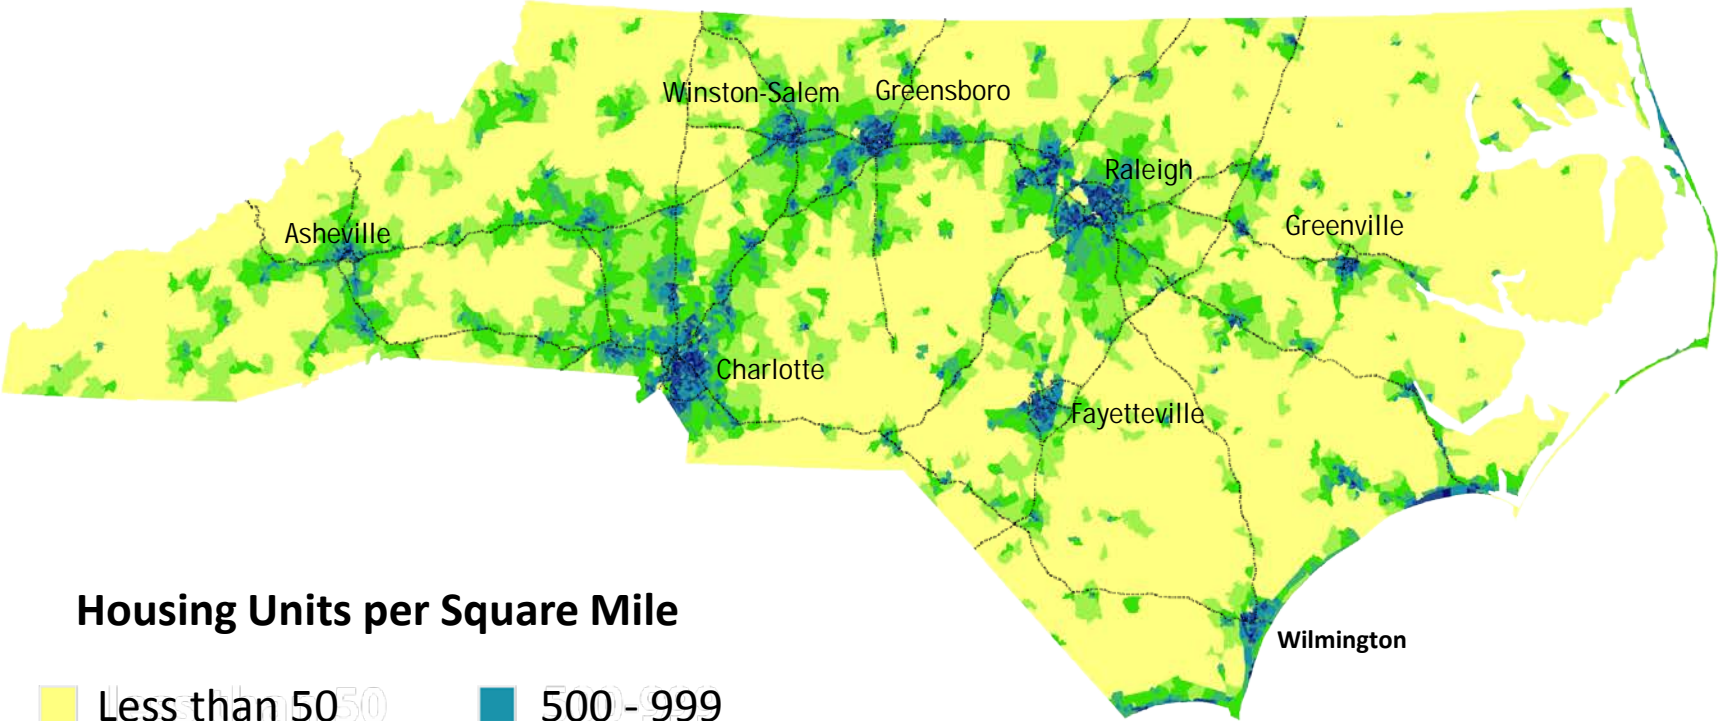 Winston-Salem
Greensboro
Raleigh
Asheville
Greenville
Charlotte
Fayetteville
Housing Units per Square Mile
Wilmington
Less than 50
500 - 999